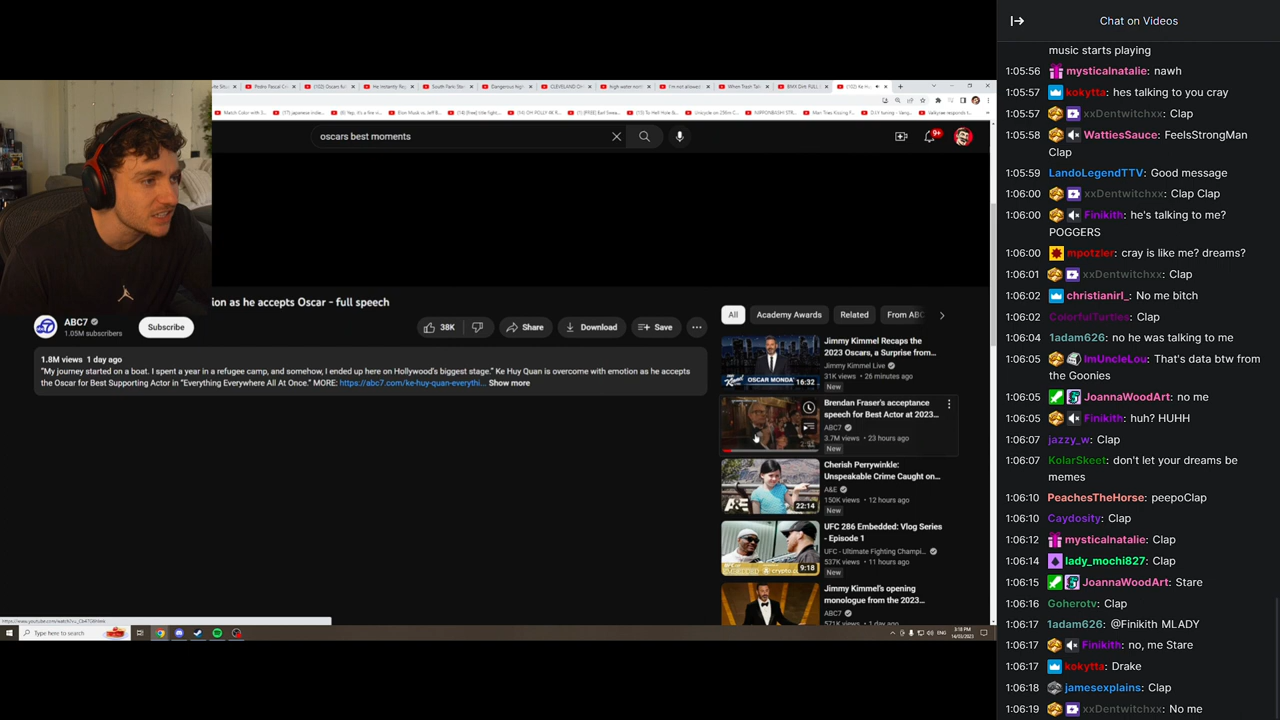 Chat on Videos
music starts playing
1:05:56 mysticalnatalie: nawh
1:05:57 kokytta: hes talking to you cray
1:05:57 xxDentwitchxx: Clap
1:05:58 WattiesSauce: FeelsStrongMan
Clap
1:05:59 LandoLegendTTV: Good message
1:06:00 xxDentwitchxx: Clap Clap
1:06:00 Finikith: he's talking to me?
POGGERS
1:06:00 mpotzler: cray is like me? dreams?
1:06:01 xxDentwitchxx: Clap
1:06:02 christianirl_: No me bitch
1:06:02 ColorfulTurtles: Clap
1:06:04 1adam626: no he was talking to me
1:06:05 ImUncleLou: That's data btw from
the Goonies
1:06:05 JoannaWoodArt: no me
1:06:05 Finikith: huh? HUHH
1:06:07 jazzy_w: Clap
1:06:07 KolarSkeet: don't let your dreams be
memes
1:06:10 PeachesTheHorse: peepoClap
1:06:10 Caydosity: Clap
1:06:12 mysticalnatalie: Clap
1:06:14 lady_mochi827: Clap
1:06:15 JoannaWoodArt: Stare
1:06:16 Goherotv: Clap
1:06:17 1adam626: @Finikith MLADY
1:06:17 Finikith: no, me Stare
1:06:17 kokytta: Drake
1:06:18 jamesexplains: Clap
1:06:19 xxDentwitchxx: No me
oscars best moments
9+
ion as he accepts Oscar - full speech
ABC7
1.05M subscribers
Subscribe
38K
Share
Download
Save
1.8M views 1 day ago
"My journey started on a boat. I spent a year in a refugee camp, and somehow, I ended up here on Hollywood's biggest stage." Ke Huy Quan is overcome with emotion as he accepts
the Oscar for Best Supporting Actor in "Everything Everywhere All At Once." MORE: https://abc7.com/ke-huy-quan-everythi... Show more
All Academy Awards Related From ABC
Jimmy Kimmel Recaps the
2023 Oscars, a Surprise from...
Jimmy Kimmel Live
31K views • 26 minutes ago
New
OSCAR MONDAY
16:32
Brendan Fraser's acceptance
speech for Best Actor at 2023...
ABC7
3.7M views • 23 hours ago
New
Cherish Perrywinkle:
Unspeakable Crime Caught on...
A&E
150K views • 12 hours ago
New
22:14
UFC 286 Embedded: Vlog Series
- Episode 1
UFC - Ultimate Fighting Champi...
537K views • 11 hours ago
New
9:18
Jimmy Kimmel's opening
monologue from the 2023...
ABC7
571K views • 1 day ago
Type here to search
ENG
3:18 PM
14/03/2023